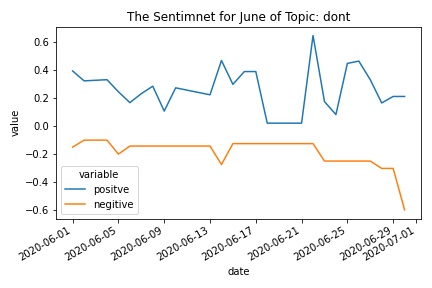 The Sentimnet for June of Topic: dont
value
0.6
0.4
0.2
0.0
−0.2
−0.4
−0.6
variable
positve
negitive
2020-06-01
2020-06-05
2020-06-09
2020-06-13
2020-06-17
2020-06-21
2020-06-25
2020-06-29
2020-07-01
date